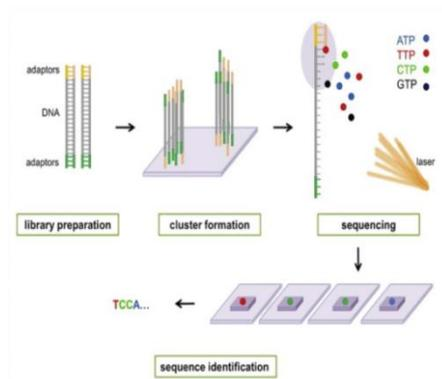 adaptors
DNA
adaptors
ATP
TTP
CTP
GTP
laser
library preparation
cluster formation
sequencing
TCCA...
sequence identification